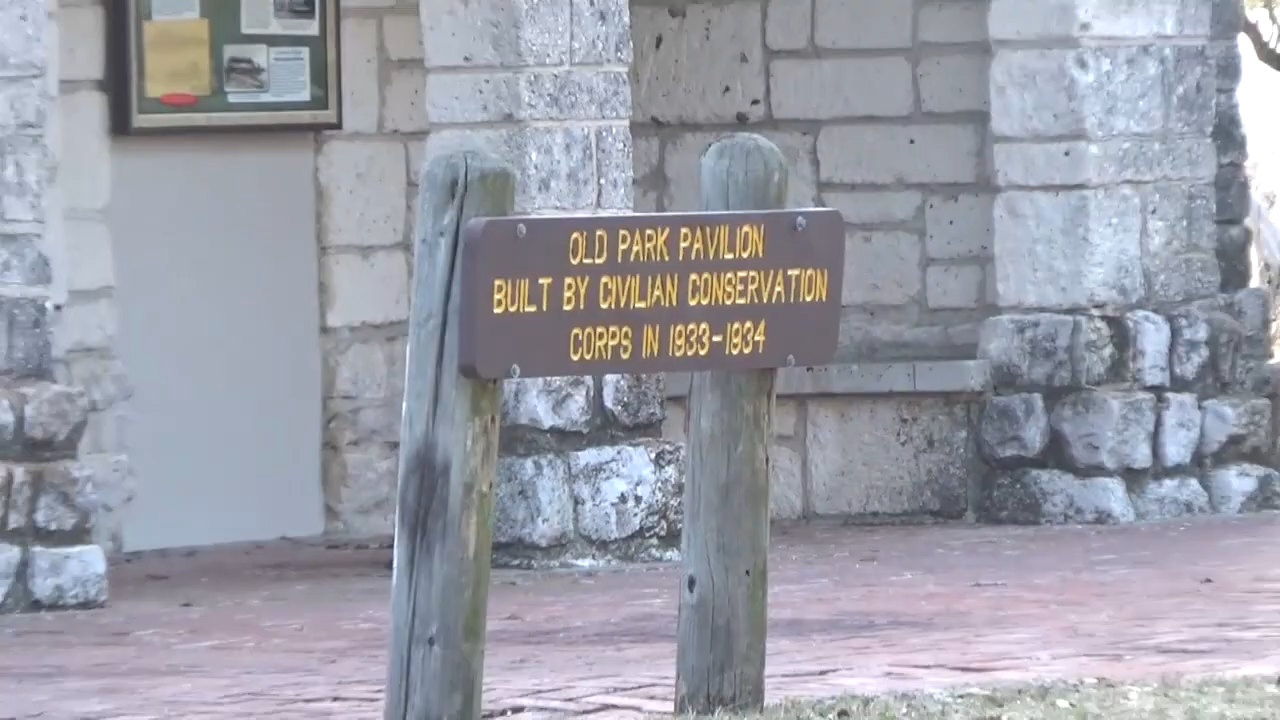 OLD PARK PAVILION
BUILT BY CIVILIAN CONSERVATION
CORPS IN 1933-1934